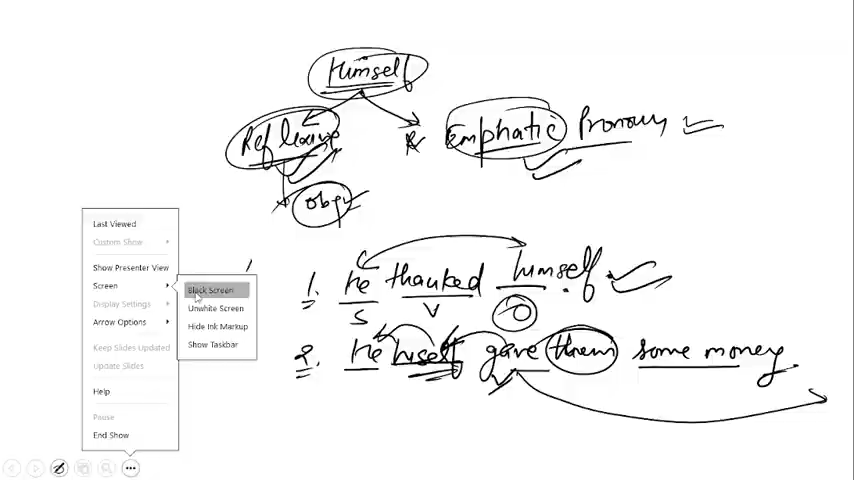 Himself
Reflexive
Emphatic Pronoun
obj
1. He thanked himself
S V O
2. He hiself gave them some money
Last Viewed
Custom Show
Show Presenter View
Screen
Display Settings
Arrow Options
Keep Slides Updated
Update Slides
Help
Pause
End Show
Black Screen
Unwhite Screen
Hide Ink Markup
Show Taskbar